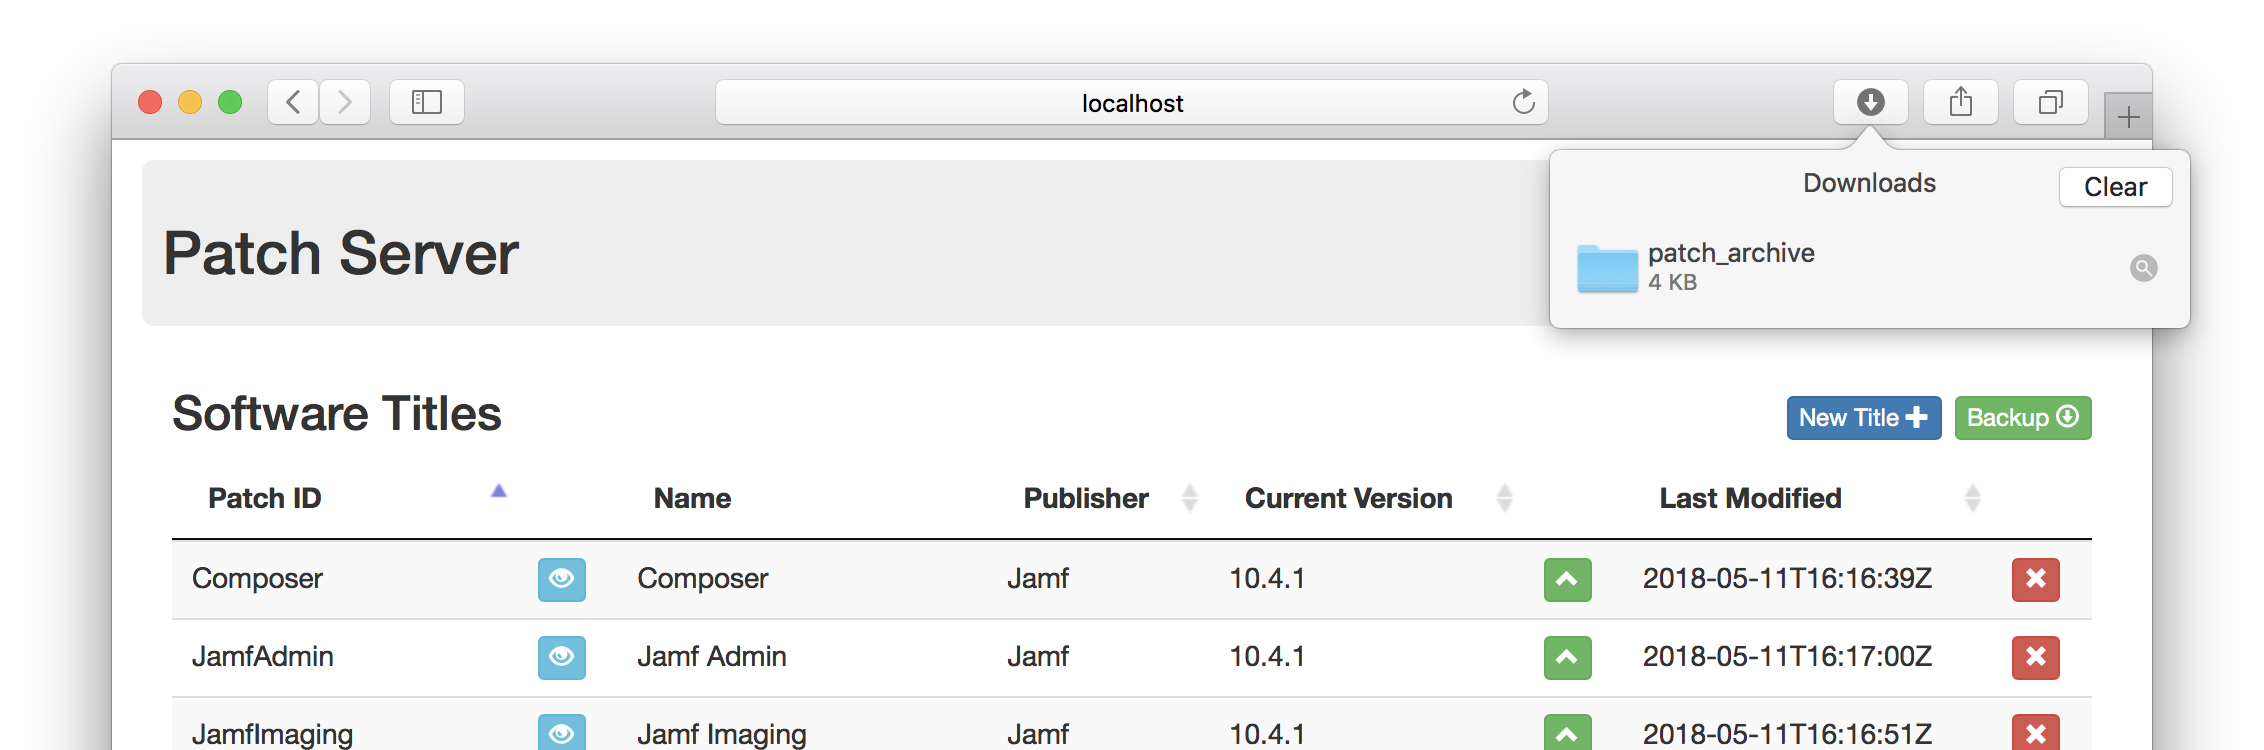 localhost
Downloads
Clear
patch_archive
4 KB
Patch Server
Software Titles
New Title
Backup
Patch ID Name Publisher Current Version Last Modified
Composer Composer Jamf 10.4.1 2018-05-11T16:16:39Z
JamfAdmin Jamf Admin Jamf 10.4.1 2018-05-11T16:17:00Z
JamfImaging Jamf Imaging Jamf 10.4.1 2018-05-11T16:16:51Z